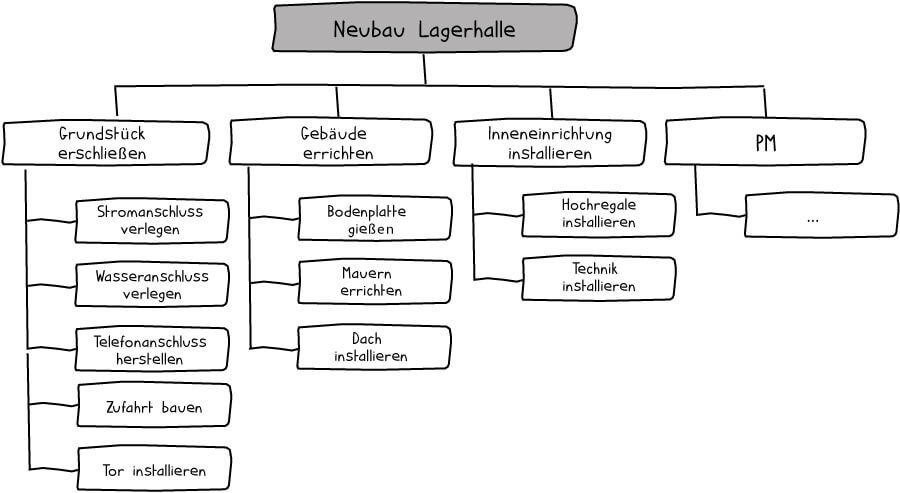 Neubau Lagerhalle
Grundstück
erschließen
Stromanschluss
verlegen
Wasseranschluss
verlegen
Telefonanschluss
herstellen
Zufahrt bauen
Tor installieren
Gebäude
errichten
Bodenplatte
gießen
Mauern
errichten
Dach
installieren
Inneneinrichtung
installieren
Hochregale
installieren
Technik
installieren
PM
...